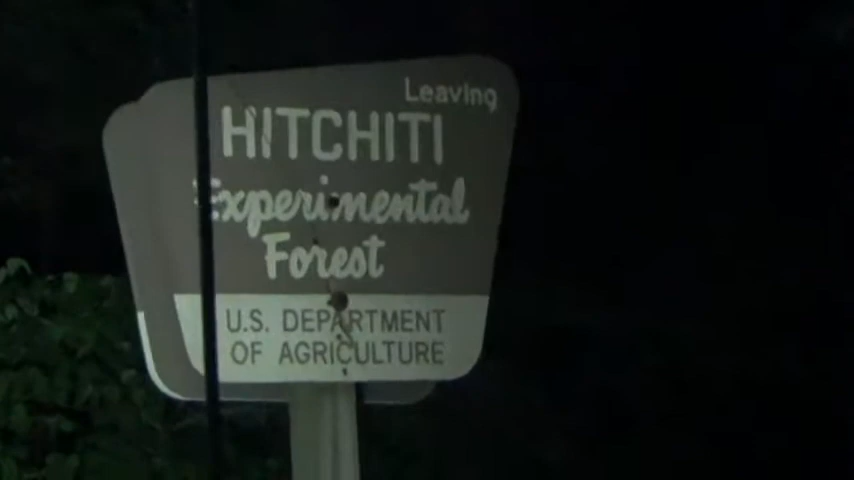 Leaving
HITCHITI
Experimental
Forest
U.S. DEPARTMENT
OF AGRICULTURE